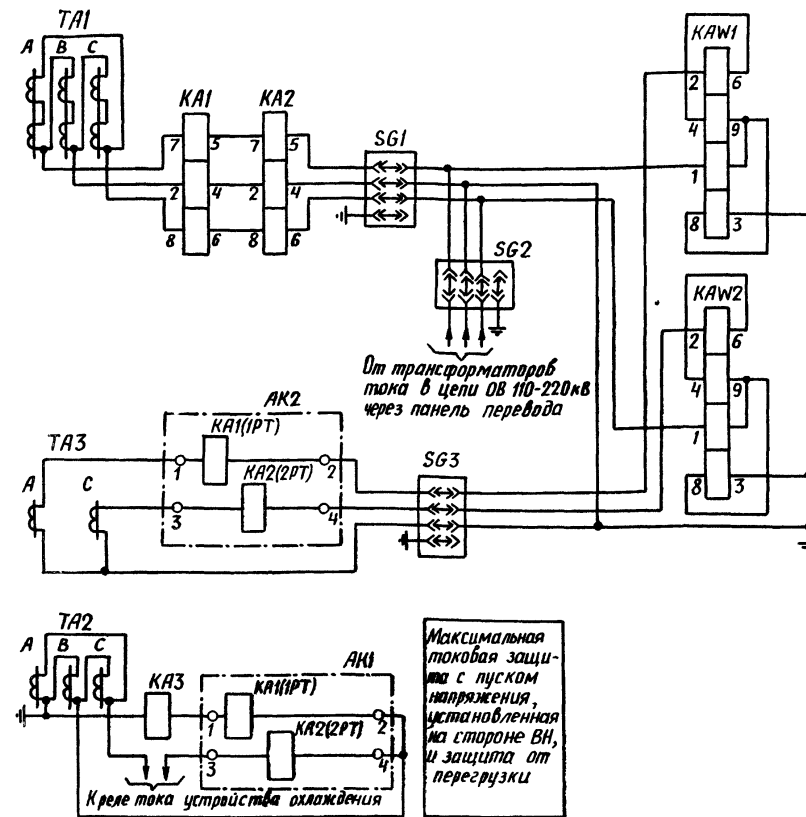 TA1
A B C
KA1 KA2
7 5 7 5
2 4 2 4
8 6 8 6
SG1
SG2
KAW1
2 6
4 9
1
8 3
KAW2
2 6
4 9
1
8 3
От трансформаторов
тока в цепи ОВ 110-220кв
через панель перевода
TA3
A C
AK2
KA1(1РТ)
1 2
KA2(2РТ)
3 4
SG3
TA2
A B C
KA3
AK1
KA1(1РТ)
1 2
KA2(2РТ)
3 4
К реле тока устройства охлаждения
Максимальная
токовая защи-
та с пуском
напряжения,
установленная
на стороне ВН,
и защита от
перегрузки